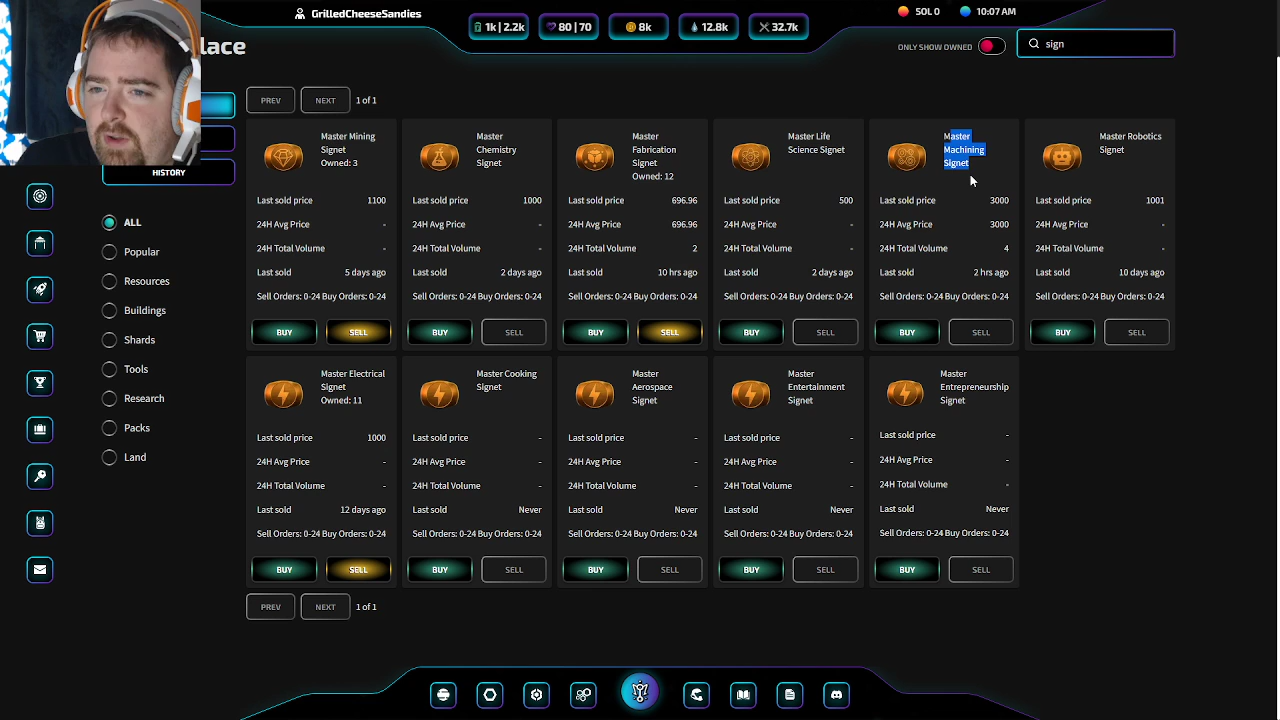 GrilledCheeseSandies
1k | 2.2k
80 | 70
8k
12.8k
32.7k
SOL 0
10:07 AM
lace
ONLY SHOW OWNED
sign
HISTORY
ALL
Popular
Resources
Buildings
Shards
Tools
Research
Packs
Land
PREV NEXT 1 of 1
Master Mining
Signet
Owned: 3
Last sold price 1100
24H Avg Price -
24H Total Volume -
Last sold 5 days ago
Sell Orders: 0-24 Buy Orders: 0-24
BUY SELL
Master
Chemistry
Signet
Last sold price 1000
24H Avg Price -
24H Total Volume -
Last sold 2 days ago
Sell Orders: 0-24 Buy Orders: 0-24
BUY SELL
Master
Fabrication
Signet
Owned: 12
Last sold price 696.96
24H Avg Price 696.96
24H Total Volume 2
Last sold 10 hrs ago
Sell Orders: 0-24 Buy Orders: 0-24
BUY SELL
Master Life
Science Signet
Last sold price 500
24H Avg Price -
24H Total Volume -
Last sold 2 days ago
Sell Orders: 0-24 Buy Orders: 0-24
BUY SELL
Master
Machining
Signet
Last sold price 3000
24H Avg Price 3000
24H Total Volume 4
Last sold 2 hrs ago
Sell Orders: 0-24 Buy Orders: 0-24
BUY SELL
Master Robotics
Signet
Last sold price 1001
24H Avg Price -
24H Total Volume -
Last sold 10 days ago
Sell Orders: 0-24 Buy Orders: 0-24
BUY SELL
Master Electrical
Signet
Owned: 11
Last sold price 1000
24H Avg Price -
24H Total Volume -
Last sold 12 days ago
Sell Orders: 0-24 Buy Orders: 0-24
BUY SELL
Master Cooking
Signet
Last sold price -
24H Avg Price -
24H Total Volume -
Last sold Never
Sell Orders: 0-24 Buy Orders: 0-24
BUY SELL
Master
Aerospace
Signet
Last sold price -
24H Avg Price -
24H Total Volume -
Last sold Never
Sell Orders: 0-24 Buy Orders: 0-24
BUY SELL
Master
Entertainment
Signet
Last sold price -
24H Avg Price -
24H Total Volume -
Last sold Never
Sell Orders: 0-24 Buy Orders: 0-24
BUY SELL
Master
Entrepreneurship
Signet
Last sold price -
24H Avg Price -
24H Total Volume -
Last sold Never
Sell Orders: 0-24 Buy Orders: 0-24
BUY SELL
PREV NEXT 1 of 1